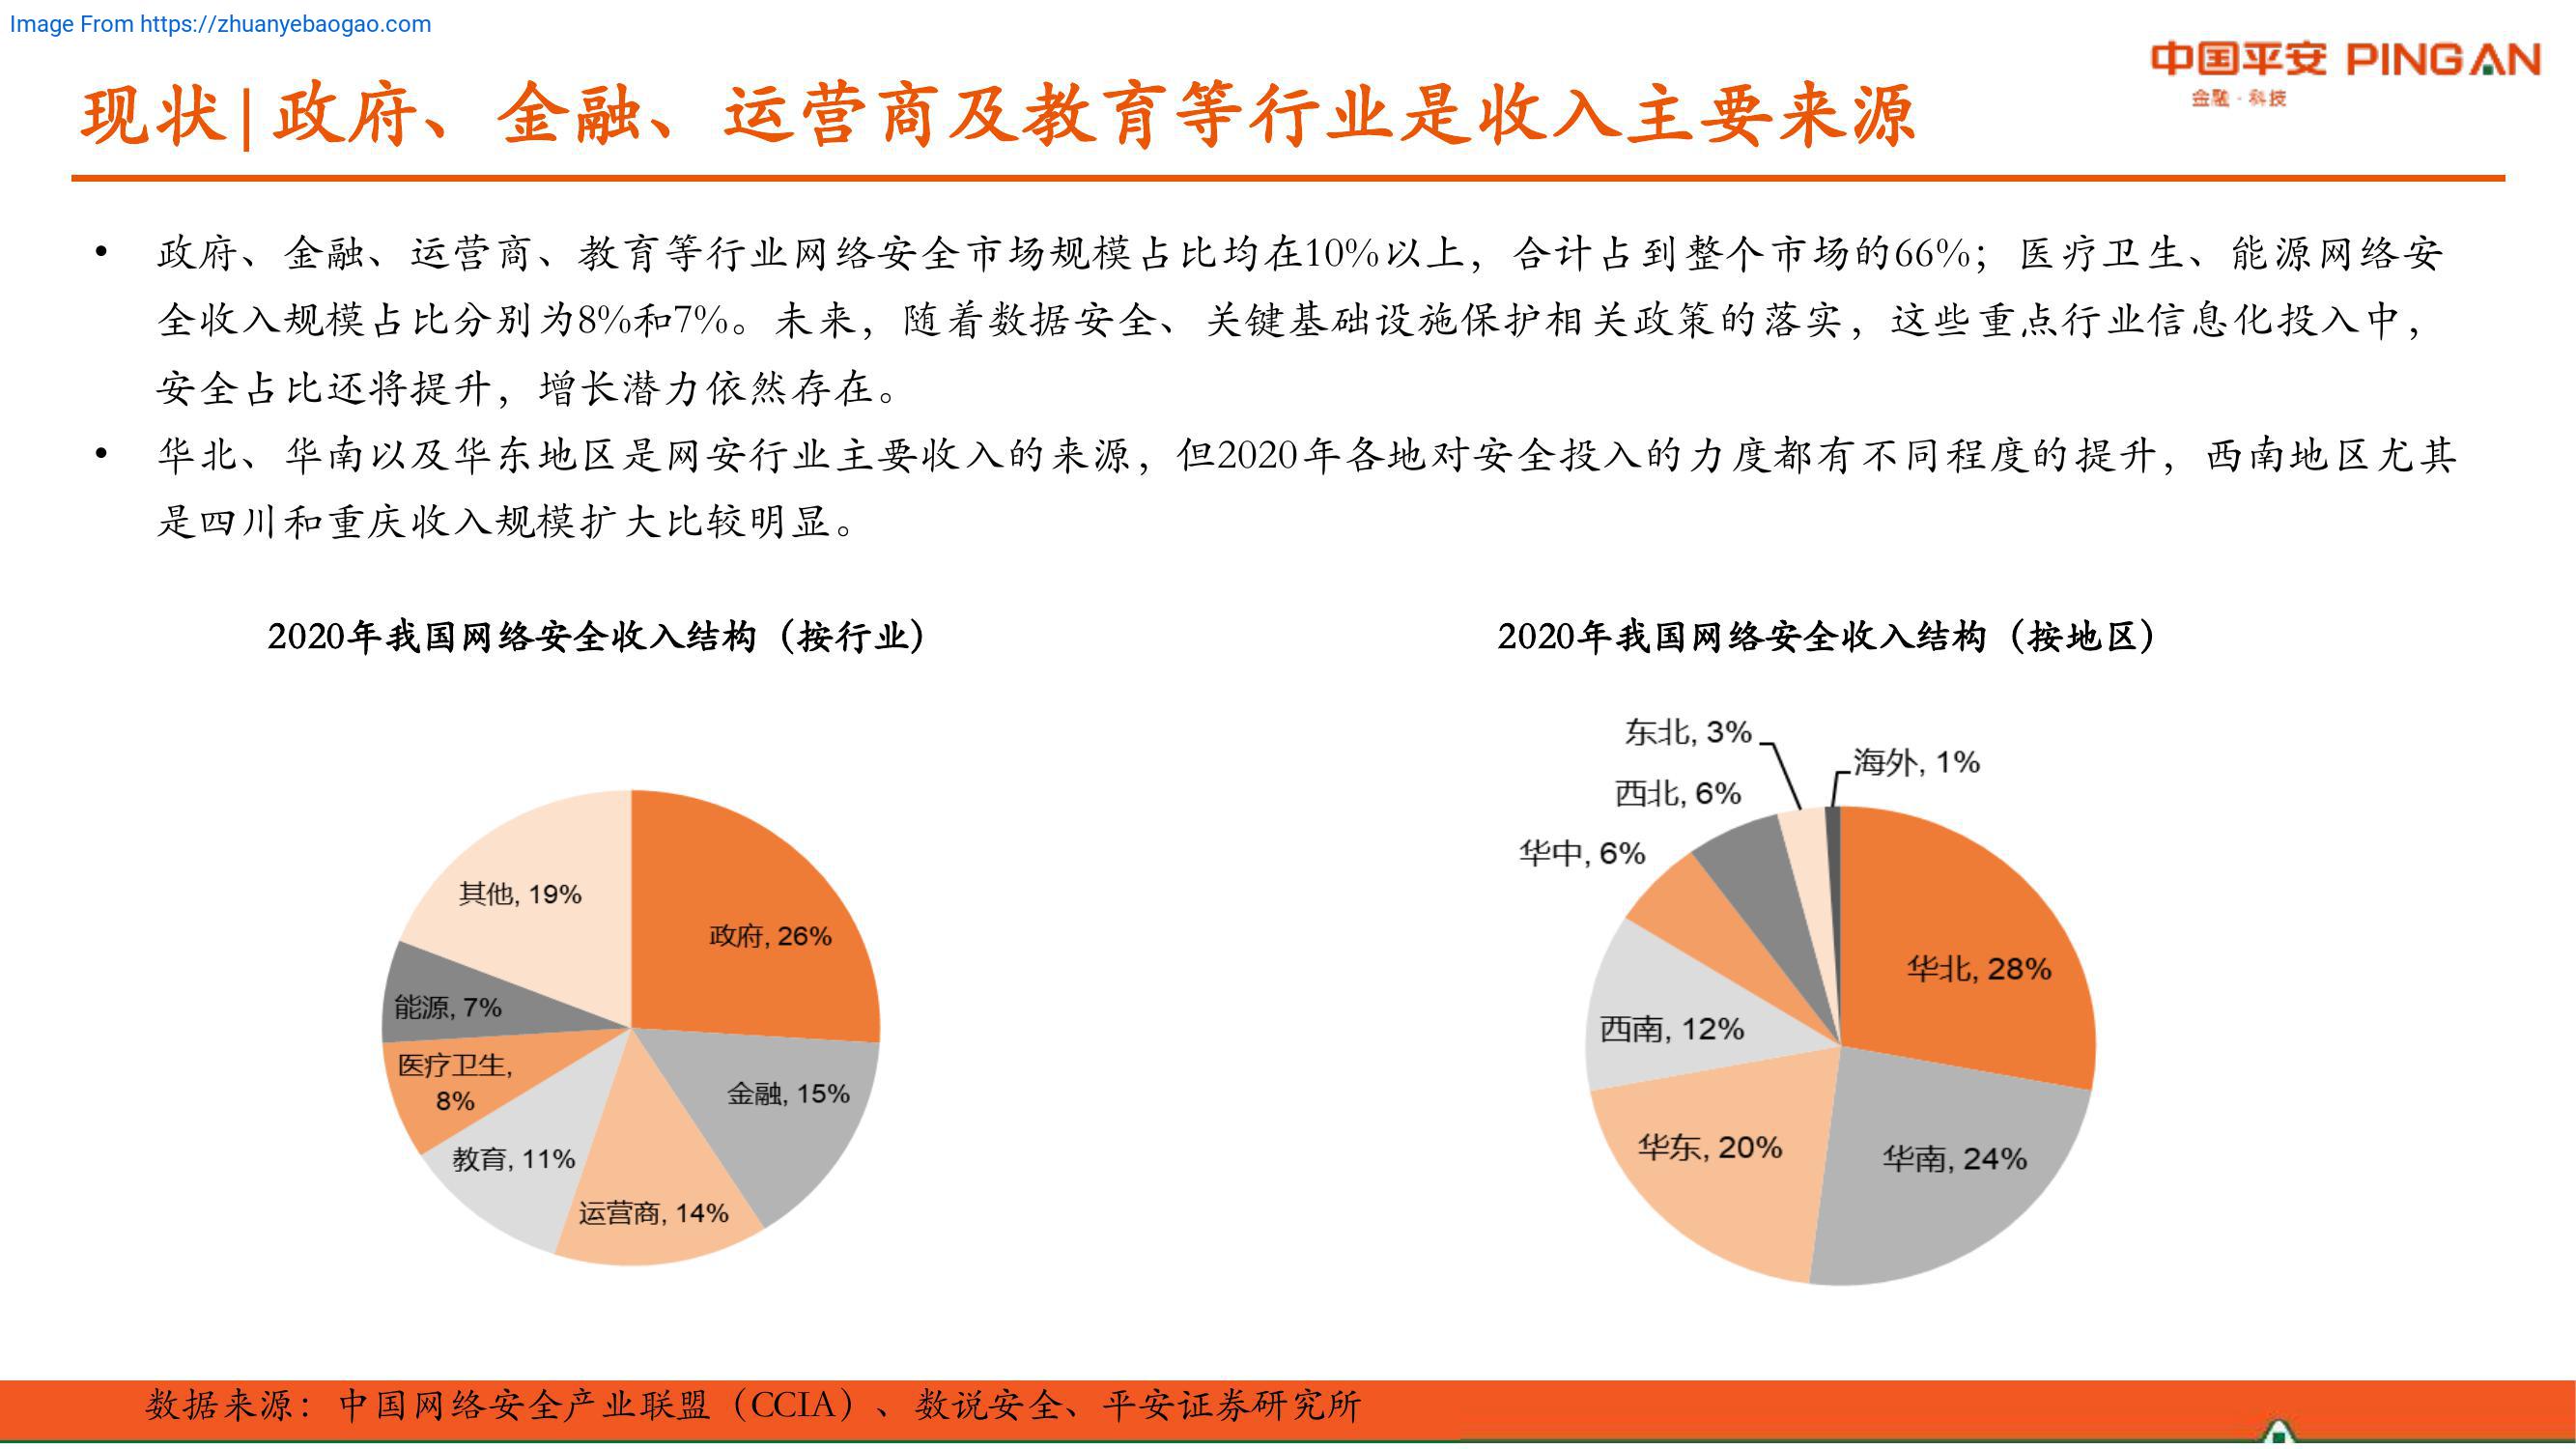 Image From https://zhuanyebaogao.com
中国平安 PINGAN
金融·科技
现状|政府、金融、运营商及教育等行业是收入主要来源
• 政府、金融、运营商、教育等行业网络安全市场规模占比均在10%以上，合计占到整个市场的66%；医疗卫生、能源网络安
全收入规模占比分别为8%和7%。未来，随着数据安全、关键基础设施保护相关政策的落实，这些重点行业信息化投入中，
安全占比还将提升，增长潜力依然存在。
• 华北、华南以及华东地区是网安行业主要收入的来源，但2020年各地对安全投入的力度都有不同程度的提升，西南地区尤其
是四川和重庆收入规模扩大比较明显。
2020年我国网络安全收入结构（按行业）
其他, 19%
政府, 26%
能源, 7%
医疗卫生,
8%
金融, 15%
教育, 11%
运营商, 14%
2020年我国网络安全收入结构（按地区）
东北, 3%
海外, 1%
西北, 6%
华中, 6%
华北, 28%
西南, 12%
华东, 20%
华南, 24%
数据来源：中国网络安全产业联盟（CCIA）、数说安全、平安证券研究所